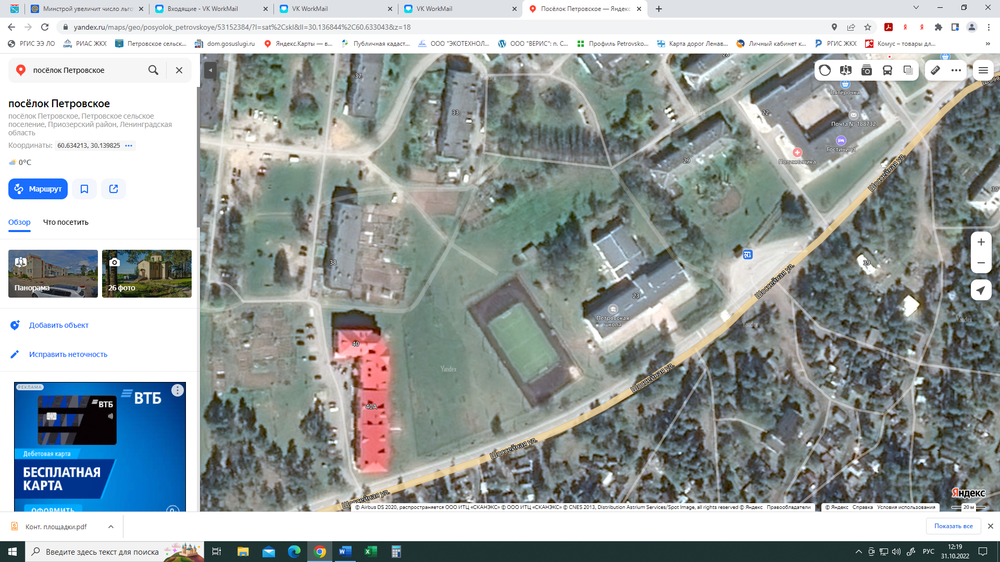 Минстрой увеличит число льго
Входящие - VK WorkMail
VK WorkMail
VK WorkMail
Посёлок Петровское — Яндекс
yandex.ru/maps/geo/posyolok_petrovskoye/53152384/?l=sat%2Cskl&ll=30.136844%2C60.633043&z=18
РГИС ЭЭ ЛО
РИАС ЖКХ
Петровское сельск...
dom.gosuslugi.ru
Яндекс.Карты — в...
Публичная кадаст...
ООО "ЭКОТЕХНОЛ...
ООО "ВЕРИС": п. С...
Профиль Petrovsko...
Карта дорог Ленав...
Личный кабинет к...
РГИС ЖКХ
Комус – товары дл...
посёлок Петровское
посёлок Петровское
посёлок Петровское, Петровское сельское
поселение, Приозерский район, Ленинградская
область
Координаты: 60.634213, 30.139825
0°C
Маршрут
Обзор
Что посетить
Панорама
26 фото
Добавить объект
Исправить неточность
РЕКЛАМА
ВТБ
ВТБ
Дебетовая карта
БЕСПЛАТНАЯ
КАРТА
ОФОРМИТЬ
28
37
33
22
29
30
38
39
23
40
40А
Пятёрочка
Почта № 188732
Гостиница
Поликлиника
Петровская
школа
Шоссе
Шоссейная ул.
Шоссейная ул.
Шоссейная ул.
Шоссейная ул.
Шоссейная ул.
Yandex
Yandex
Yandex
Yandex
Yandex
Яндекс
© Airbus DS 2020, распространяется ООО ИТЦ «СКАНЭКС» © ООО ИТЦ «СКАНЭКС» © CNES 2013, Distribution Astrium Services/Spot Image, all rights reserved © Яндекс Правообладатели
© Яндекс Справка Условия использования
20 м
Конт. площадки.pdf
Показать все
Введите здесь текст для поиска
РУС
12:19
31.10.2022